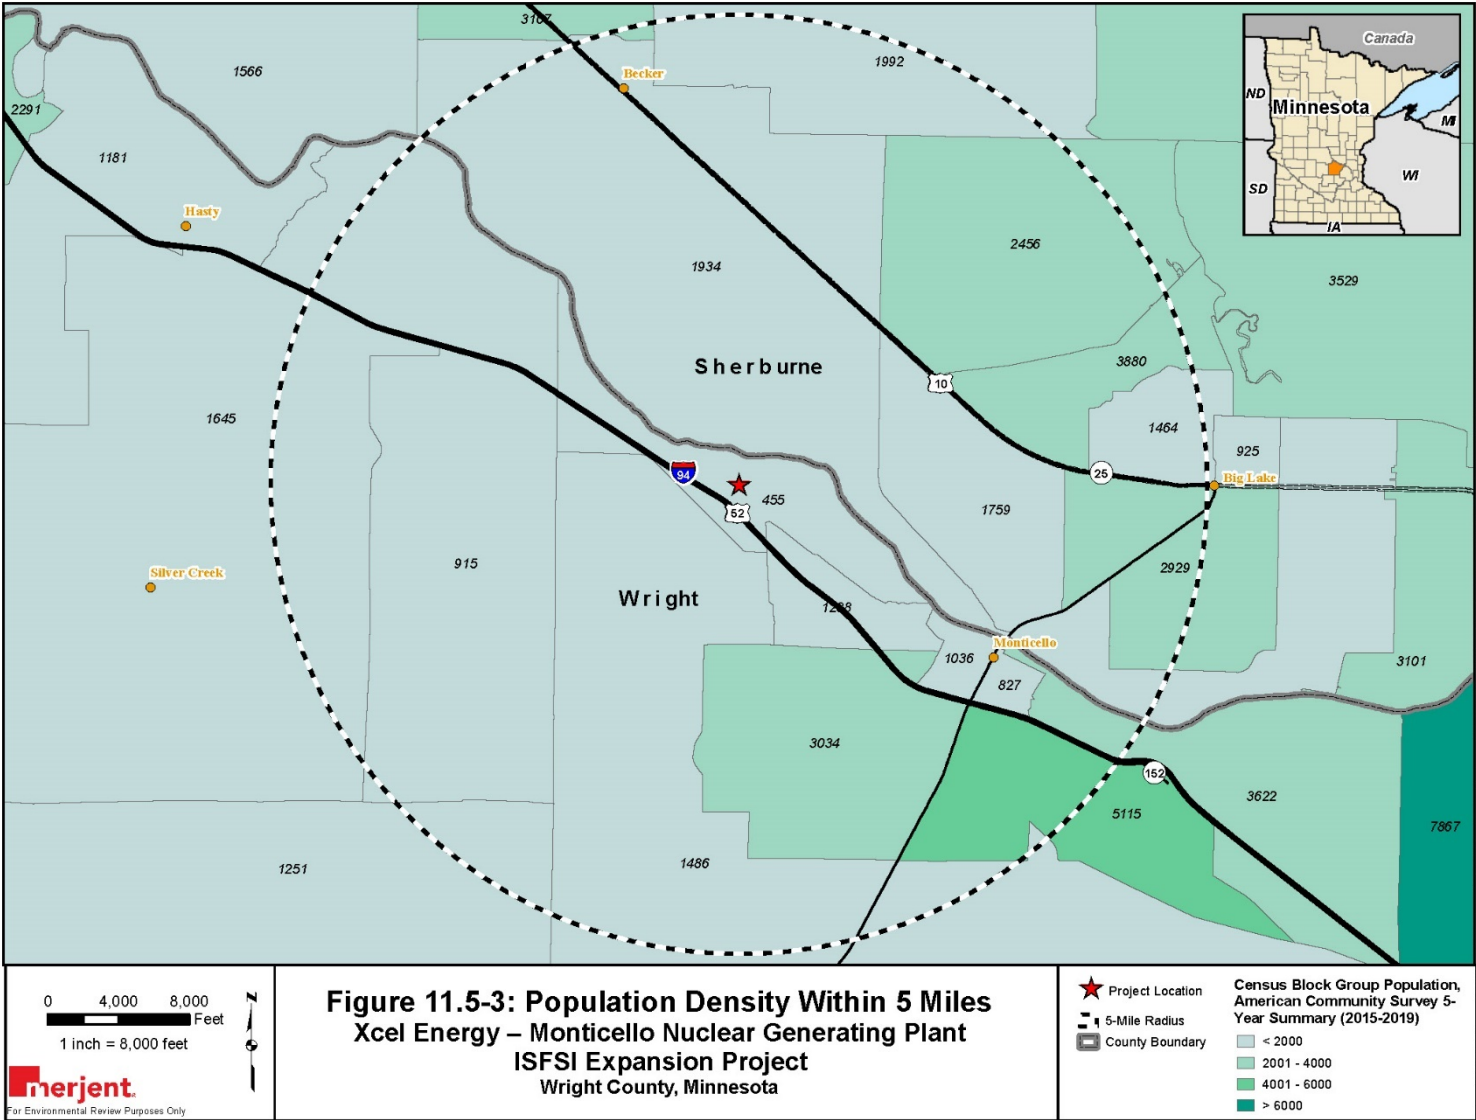 3167
1992
Canada
1566
Becker
ND
Minnesota
MI
2291
1181
WI
SD
Hasty
IA
2456
1934
3529
3880
Sherburne
10
1645
1464
925
94
25
Big Lake
455
52
1759
915
2929
Silver Creek
Wright
1288
Monticello
1036
3101
827
3034
152
3622
5115
7867
1486
1251
0 4,000 8,000
Feet
1 inch = 8,000 feet
N
merjent
For Environmental Review Purposes Only
Figure 11.5-3: Population Density Within 5 Miles
Xcel Energy – Monticello Nuclear Generating Plant
ISFSI Expansion Project
Wright County, Minnesota
Project Location
5-Mile Radius
County Boundary
Census Block Group Population,
American Community Survey 5-
Year Summary (2015-2019)
< 2000
2001 - 4000
4001 - 6000
> 6000